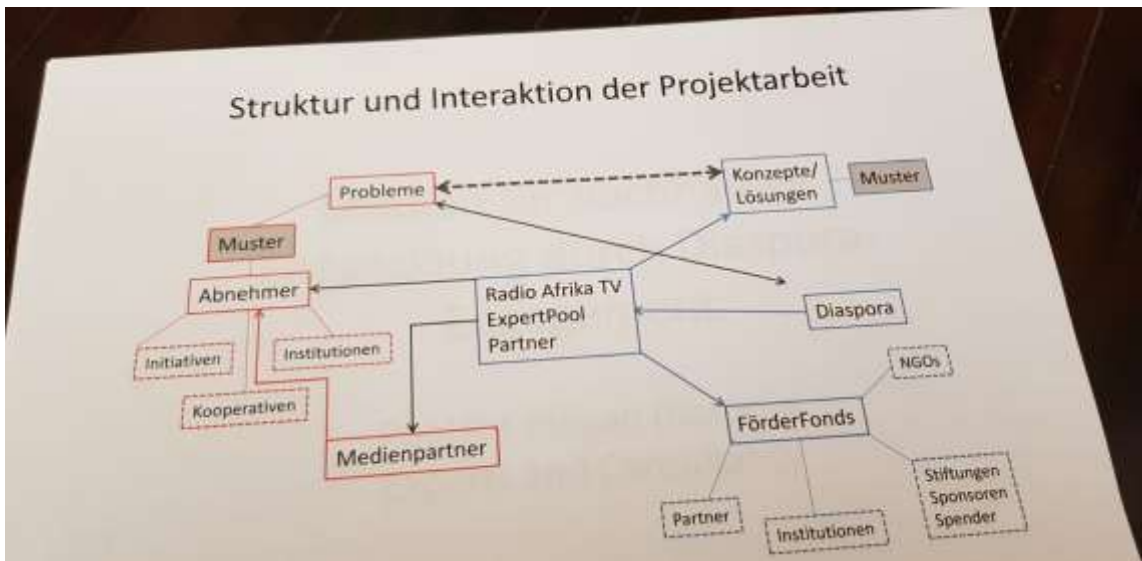 Struktur und Interaktion der Projektarbeit
Probleme
Konzepte/
Lösungen
Muster
Muster
Abnehmer
Radio Afrika TV
ExpertPool
Partner
Diaspora
Initiativen
Institutionen
Kooperativen
NGOs
FörderFonds
Medienpartner
Stiftungen
Sponsoren
Spender
Partner
Institutionen